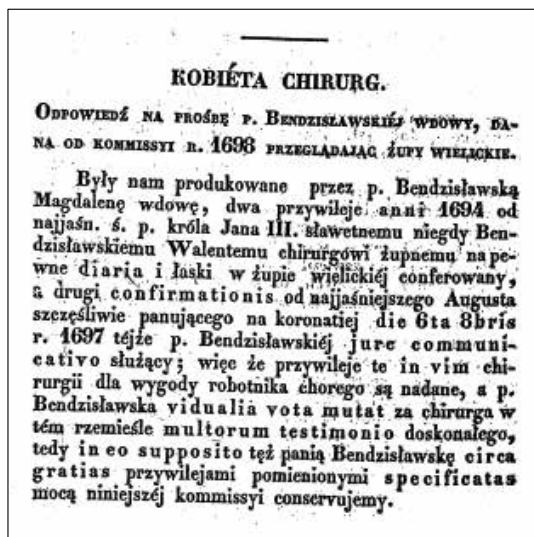 KOBIÉTA CHIRURG.
ODPOWIEDŹ NA PROŚBĘ P. BENDZISŁAWSKIÉJ WDOWY, DA-
NA OD KOMMISSYI R. 1698 PRZEGLĄDAJĄC ŻUPY WIELICKIE.
Były nam produkowane przez p. Bendzisławską
Magdalenę wdowę, dwa przywileje anni 1694 od
najjaśn. ś. p. króla Jana III. sławetnemu niegdy Ben-
dzisławskiemu Walentemu chirurgówi żupnemu na pe-
wne diaria i łaski w żupie wielickiéj conferowany,
a drugi confirmationis od najjaśniejszego Augusta
szczęśliwie panującego na koronatiej die 6ta 8bris
r. 1697 téjże p. Bendzisławskiéj jure communi-
cativo służący; więc że przywileje te in vim chi-
rurgii dla wygody robotnika chorego są nadane, a p.
Bendzisławska vidualia vota mutat za chirurga w
tém rzemieśle multorum testimonio doskonałego,
tedy in eo supposito też panią Bendzisławskę circa
gratias przywilejami pomienionymi specificatas
mocą niniejszéj kommissyi conservujemy.